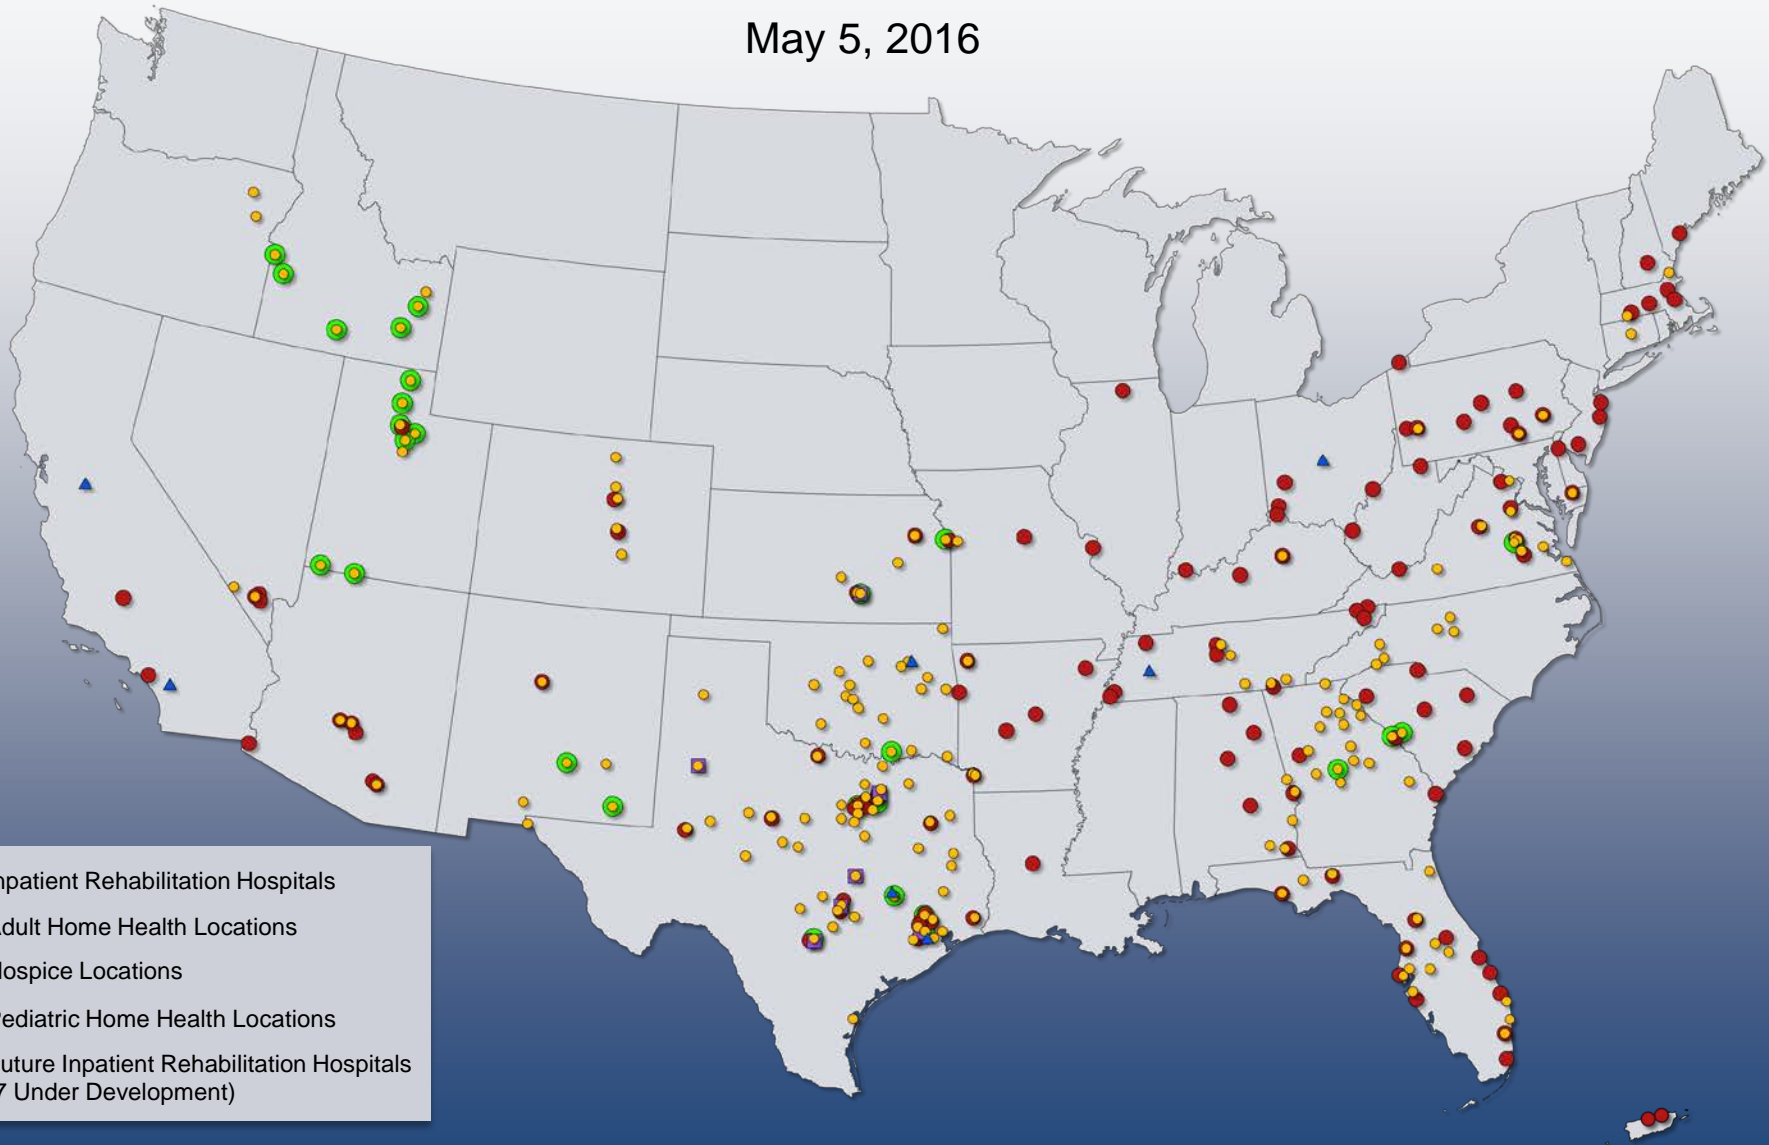 May 5, 2016
npatient Rehabilitation Hospitals
dult Home Health Locations
ospice Locations
ediatric Home Health Locations
uture Inpatient Rehabilitation Hospitals
7 Under Development)